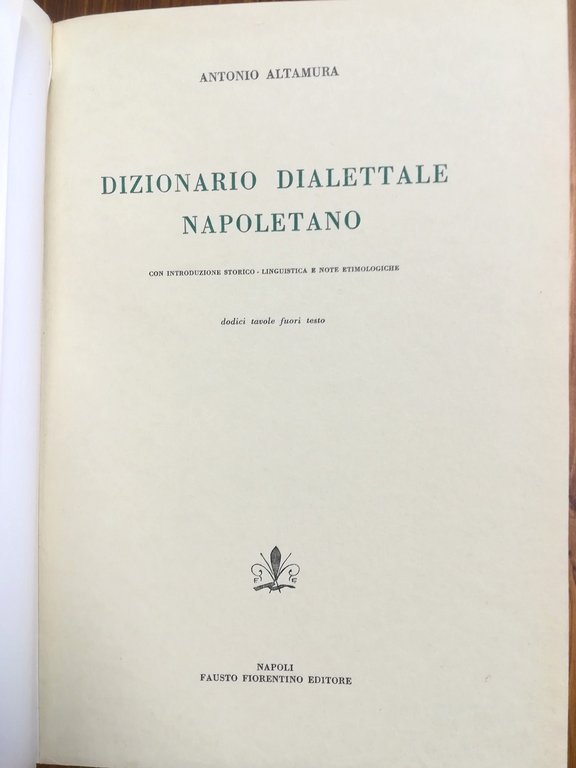 ANTONIO ALTAMURA
DIZIONARIO DIALETTALE
NAPOLETANO
CON INTRODUZIONE STORICO - LINGUISTICA E NOTE ETIMOLOGICHE
dodici tavole fuori testo
NAPOLI
FAUSTO FIORENTINO EDITORE